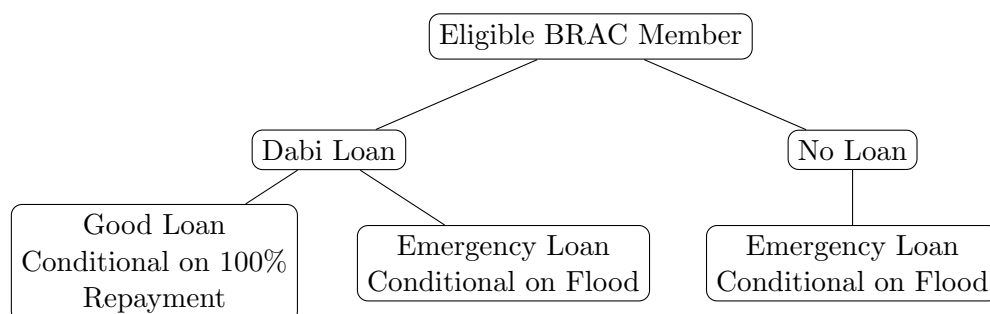 Eligible BRAC Member
Dabi Loan
No Loan
Good Loan
Conditional on 100%
Repayment
Emergency Loan
Conditional on Flood
Emergency Loan
Conditional on Flood